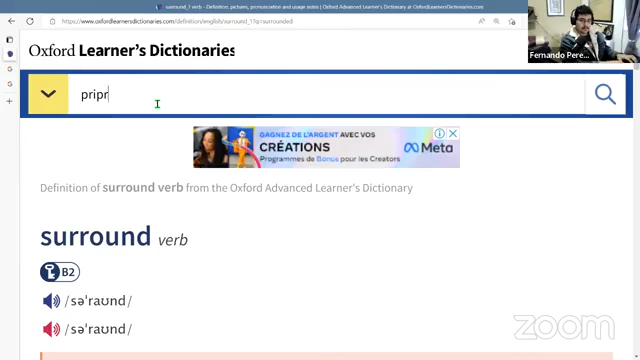 surround_1 verb - Definition, pictures, pronunciation and usage notes | Oxford Advanced Learner's Dictionary at OxfordLearnersDictionaries.com
https://www.oxfordlearnersdictionaries.com/definition/english/surround_1?q=surrounded
Fernando Pere...
Oxford Learner's Dictionaries
pripr
GAGNEZ DE L'ARGENT AVEC VOS
CRÉATIONS
Programmes de Bonus pour les Creators
Meta
Definition of surround verb from the Oxford Advanced Learner's Dictionary
surround verb
B2
/səˈraʊnd/
/səˈraʊnd/
zoom